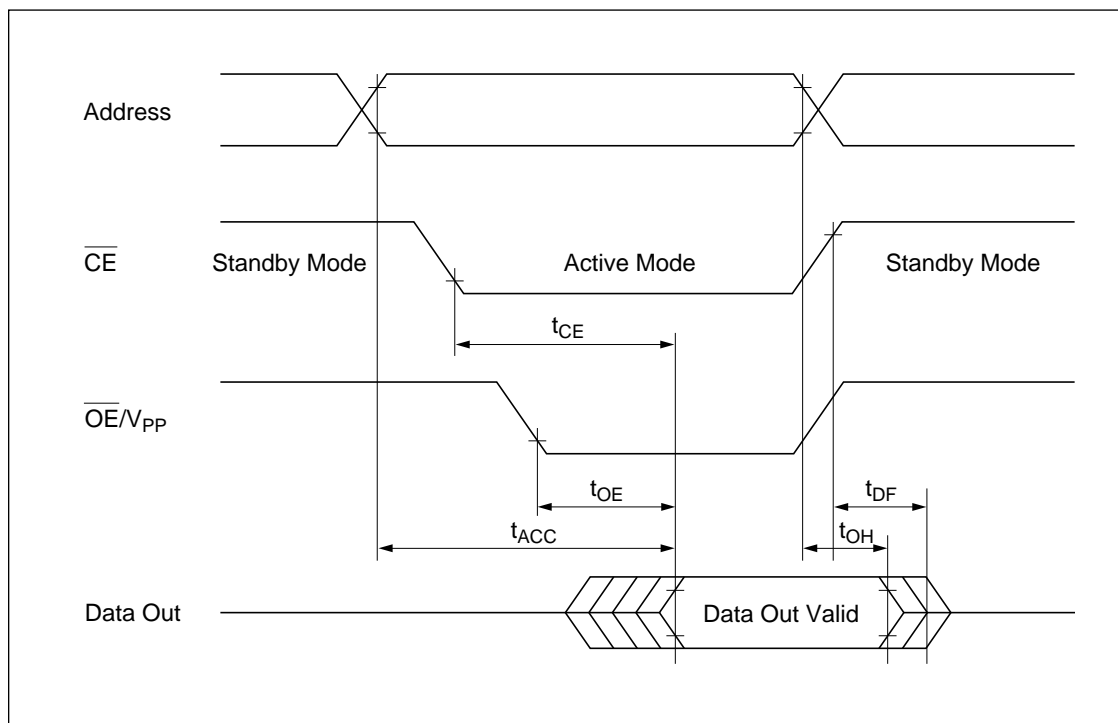 Address
CE
Standby Mode Active Mode Standby Mode
tCE
OE/VPP
tOE
tDF
tACC
tOH
Data Out
Data Out Valid